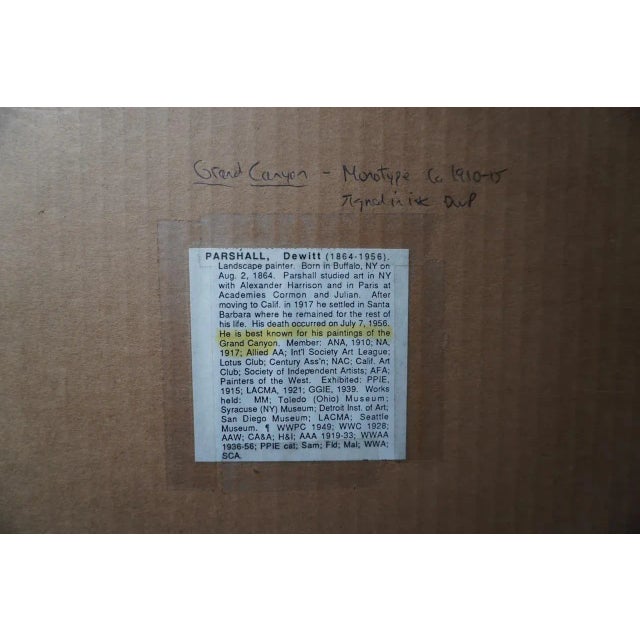 Grand Canyon - Monotype Ca 1910-15
signed in ink DWP
PARSHALL, Dewitt (1864-1956).
Landscape painter. Born in Buffalo, NY on
Aug. 2, 1864. Parshall studied art in NY
with Alexander Harrison and in Paris at
Academies Cormon and Julian. After
moving to Calif. in 1917 he settled in Santa
Barbara where he remained for the rest of
his life. His death occurred on July 7, 1956.
He is best known for his paintings of the
Grand Canyon. Member: ANA, 1910; NA,
1917; Allied AA; Int'l Society Art League;
Lotus Club; Century Ass'n; NAC; Calif. Art
Club; Society of Independent Artists; AFA;
Painters of the West. Exhibited: PPIE,
1915; LACMA, 1921; GGIE, 1939. Works
held: MM; Toledo (Ohio) Museum;
Syracuse (NY) Museum; Detroit Inst. of Art;
San Diego Museum; LACMA; Seattle
Museum. ¶ WWPC 1949; WWC 1928;
AAW; CA&A; H&I; AAA 1919-33; WWAA
1936-56; PPIE cat; Sam; Fld; Mal; WWA;
SCA.